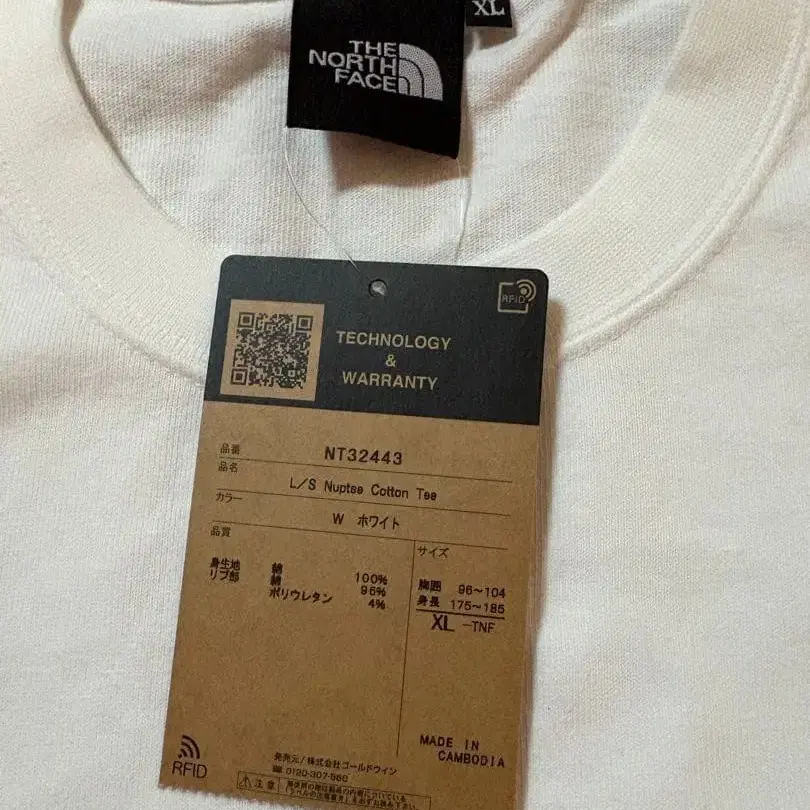 XL
THE
NORTH
FACE
RFID
TECHNOLOGY
&
WARRANTY
品番 NT32443
品名 L/S Nuptse Cotton Tee
カラー W ホワイト
品質
身生地 綿 100%
リブ部 綿 96%
ポリウレタン 4%
サイズ
胸囲 96~104
身長 175~185
XL -TNF
MADE IN
CAMBODIA
RFID
発売元/株式会社ゴールドウイン
0120-307-560
⚠注意